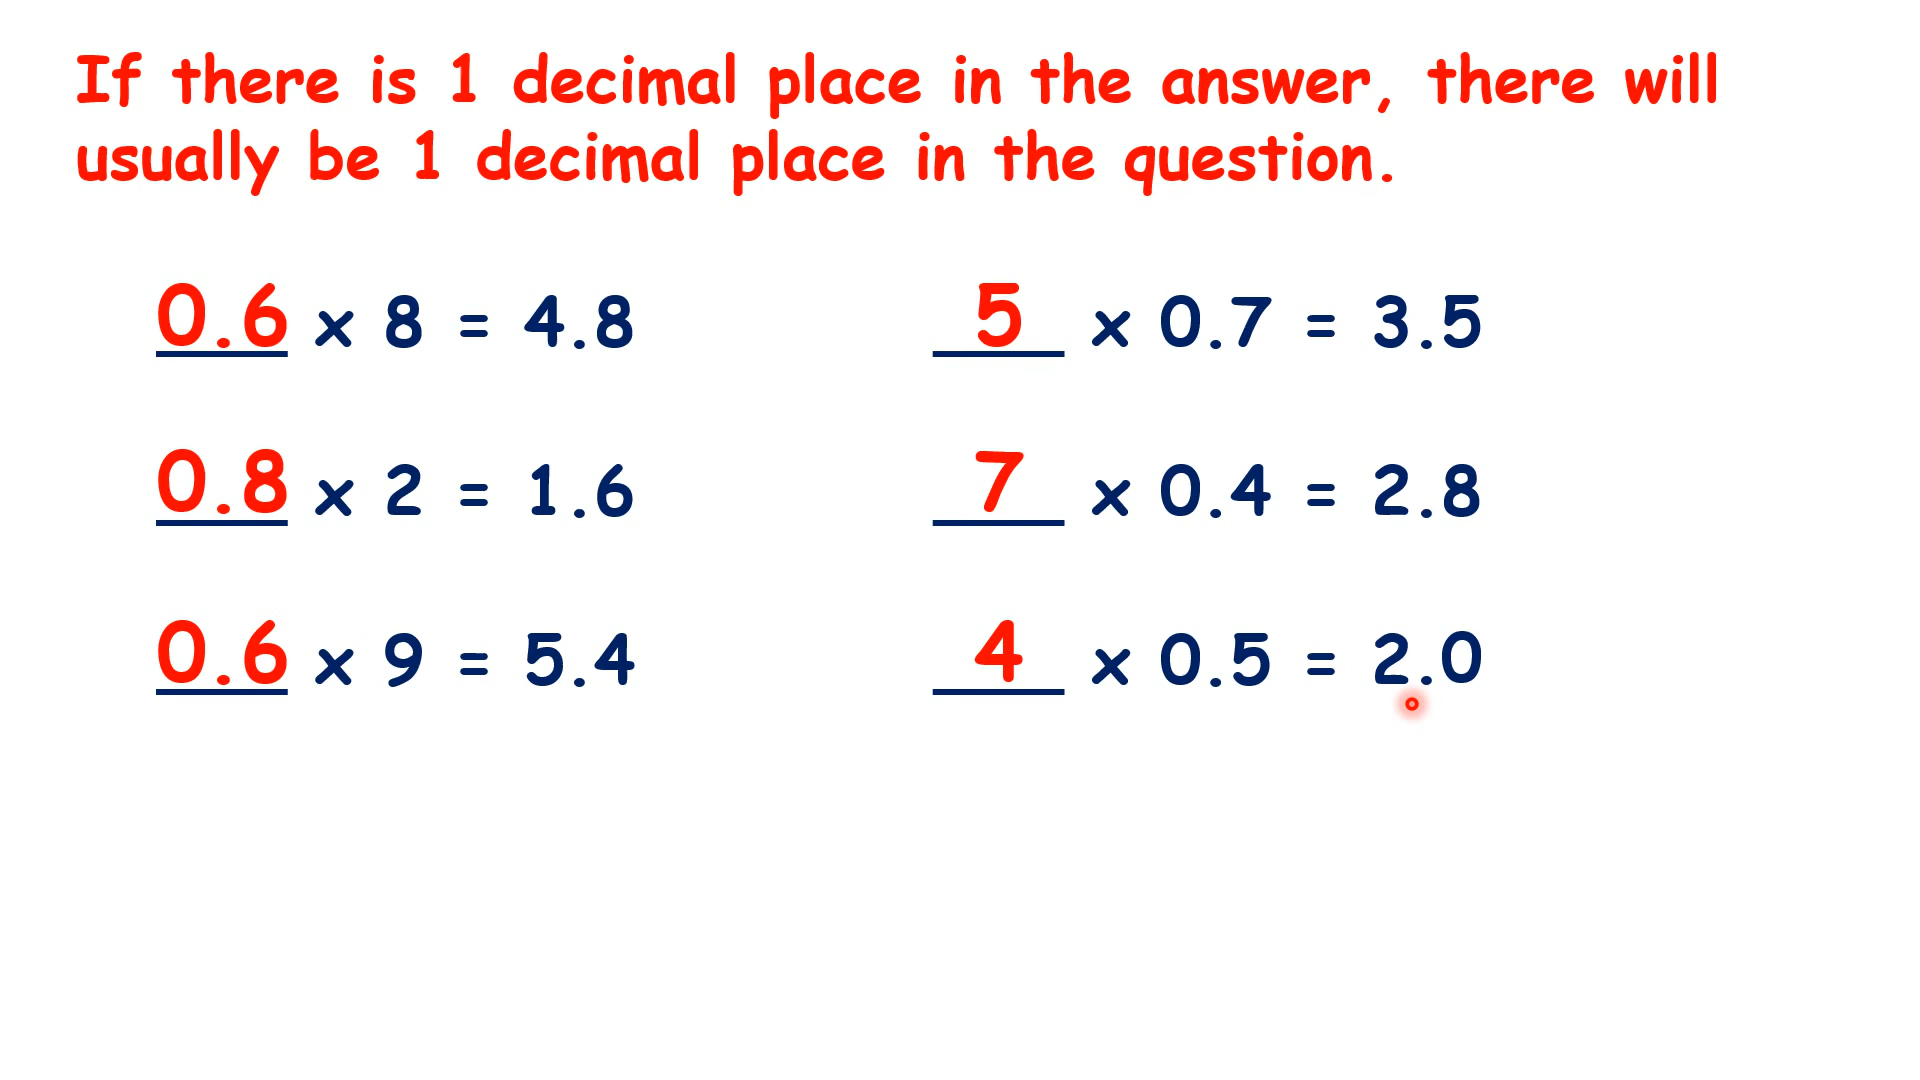 If there is 1 decimal place in the answer, there will
usually be 1 decimal place in the question.
0.6 x 8 = 4.8
5 x 0.7 = 3.5
0.8 x 2 = 1.6
7 x 0.4 = 2.8
0.6 x 9 = 5.4
4 x 0.5 = 2.0